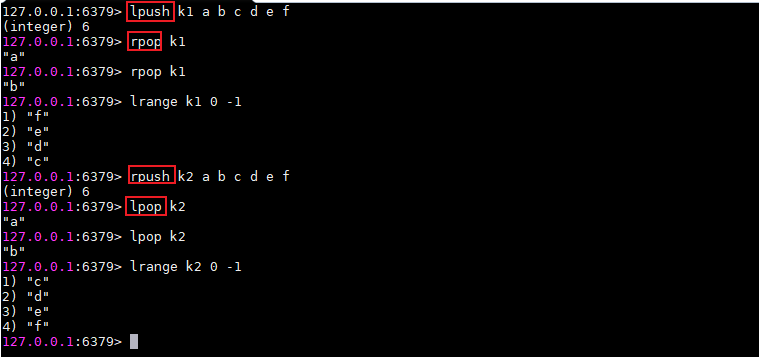 127.0.0.1:6379> lpush k1 a b c d e f
(integer) 6
127.0.0.1:6379> rpop k1
"a"
127.0.0.1:6379> rpop k1
"b"
127.0.0.1:6379> lrange k1 0 -1
1) "f"
2) "e"
3) "d"
4) "c"
127.0.0.1:6379> rpush k2 a b c d e f
(integer) 6
127.0.0.1:6379> lpop k2
"a"
127.0.0.1:6379> lpop k2
"b"
127.0.0.1:6379> lrange k2 0 -1
1) "c"
2) "d"
3) "e"
4) "f"
127.0.0.1:6379>